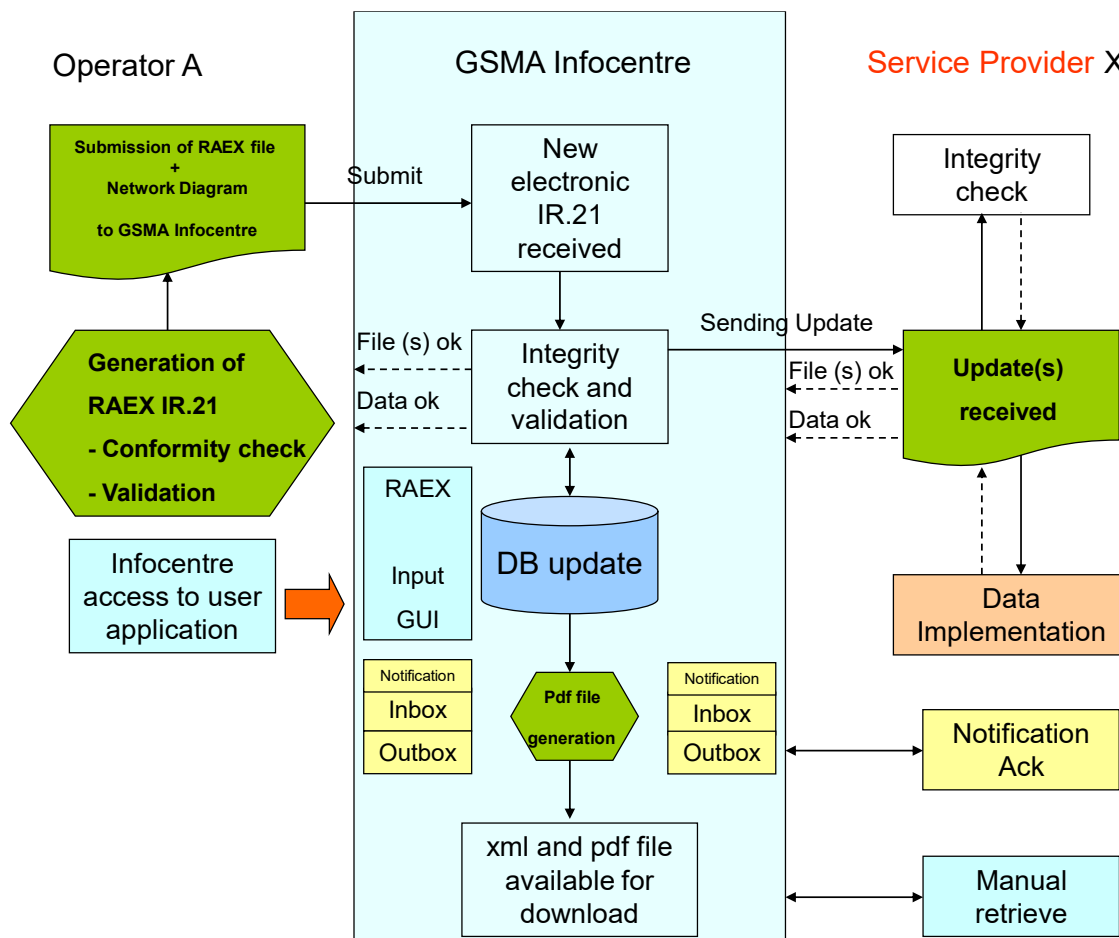 Operator A
GSMA Infocentre
Service Provider X
Submission of RAEX file
+
Network Diagram
to GSMA Infocentre
Submit
New
electronic
IR.21
received
Integrity
check
Generation of
RAEX IR.21
- Conformity check
- Validation
File (s) ok
Data ok
Integrity
check and
validation
Sending Update
File (s) ok
Data ok
Update(s)
received
Infocentre
access to user
application
RAEX
Input
GUI
DB update
Data
Implementation
Notification
Inbox
Outbox
Pdf file
generation
Notification
Inbox
Outbox
Notification
Ack
xml and pdf file
available for
download
Manual
retrieve